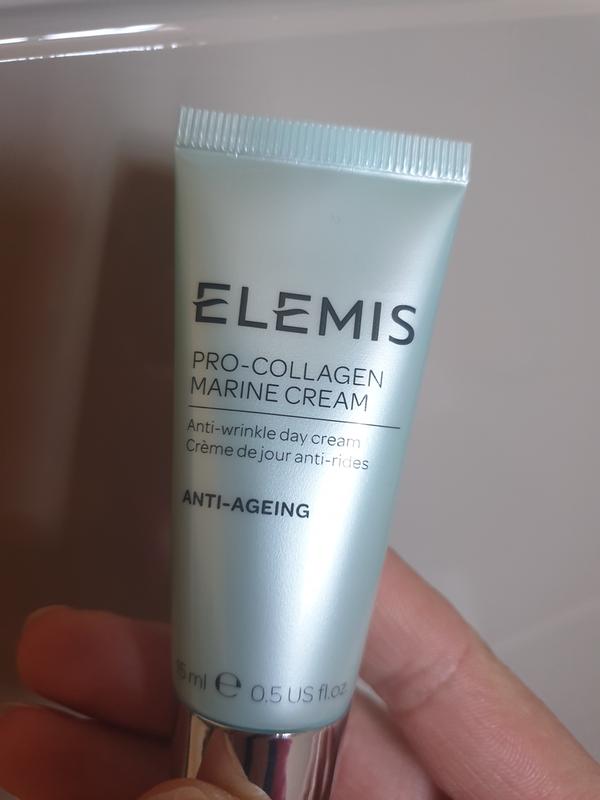 ELEMIS
PRO-COLLAGEN
MARINE CREAM
Anti-wrinkle day cream
Crème de jour anti-rides
ANTI-AGEING
15 ml ℮ 0.5 US fl.oz